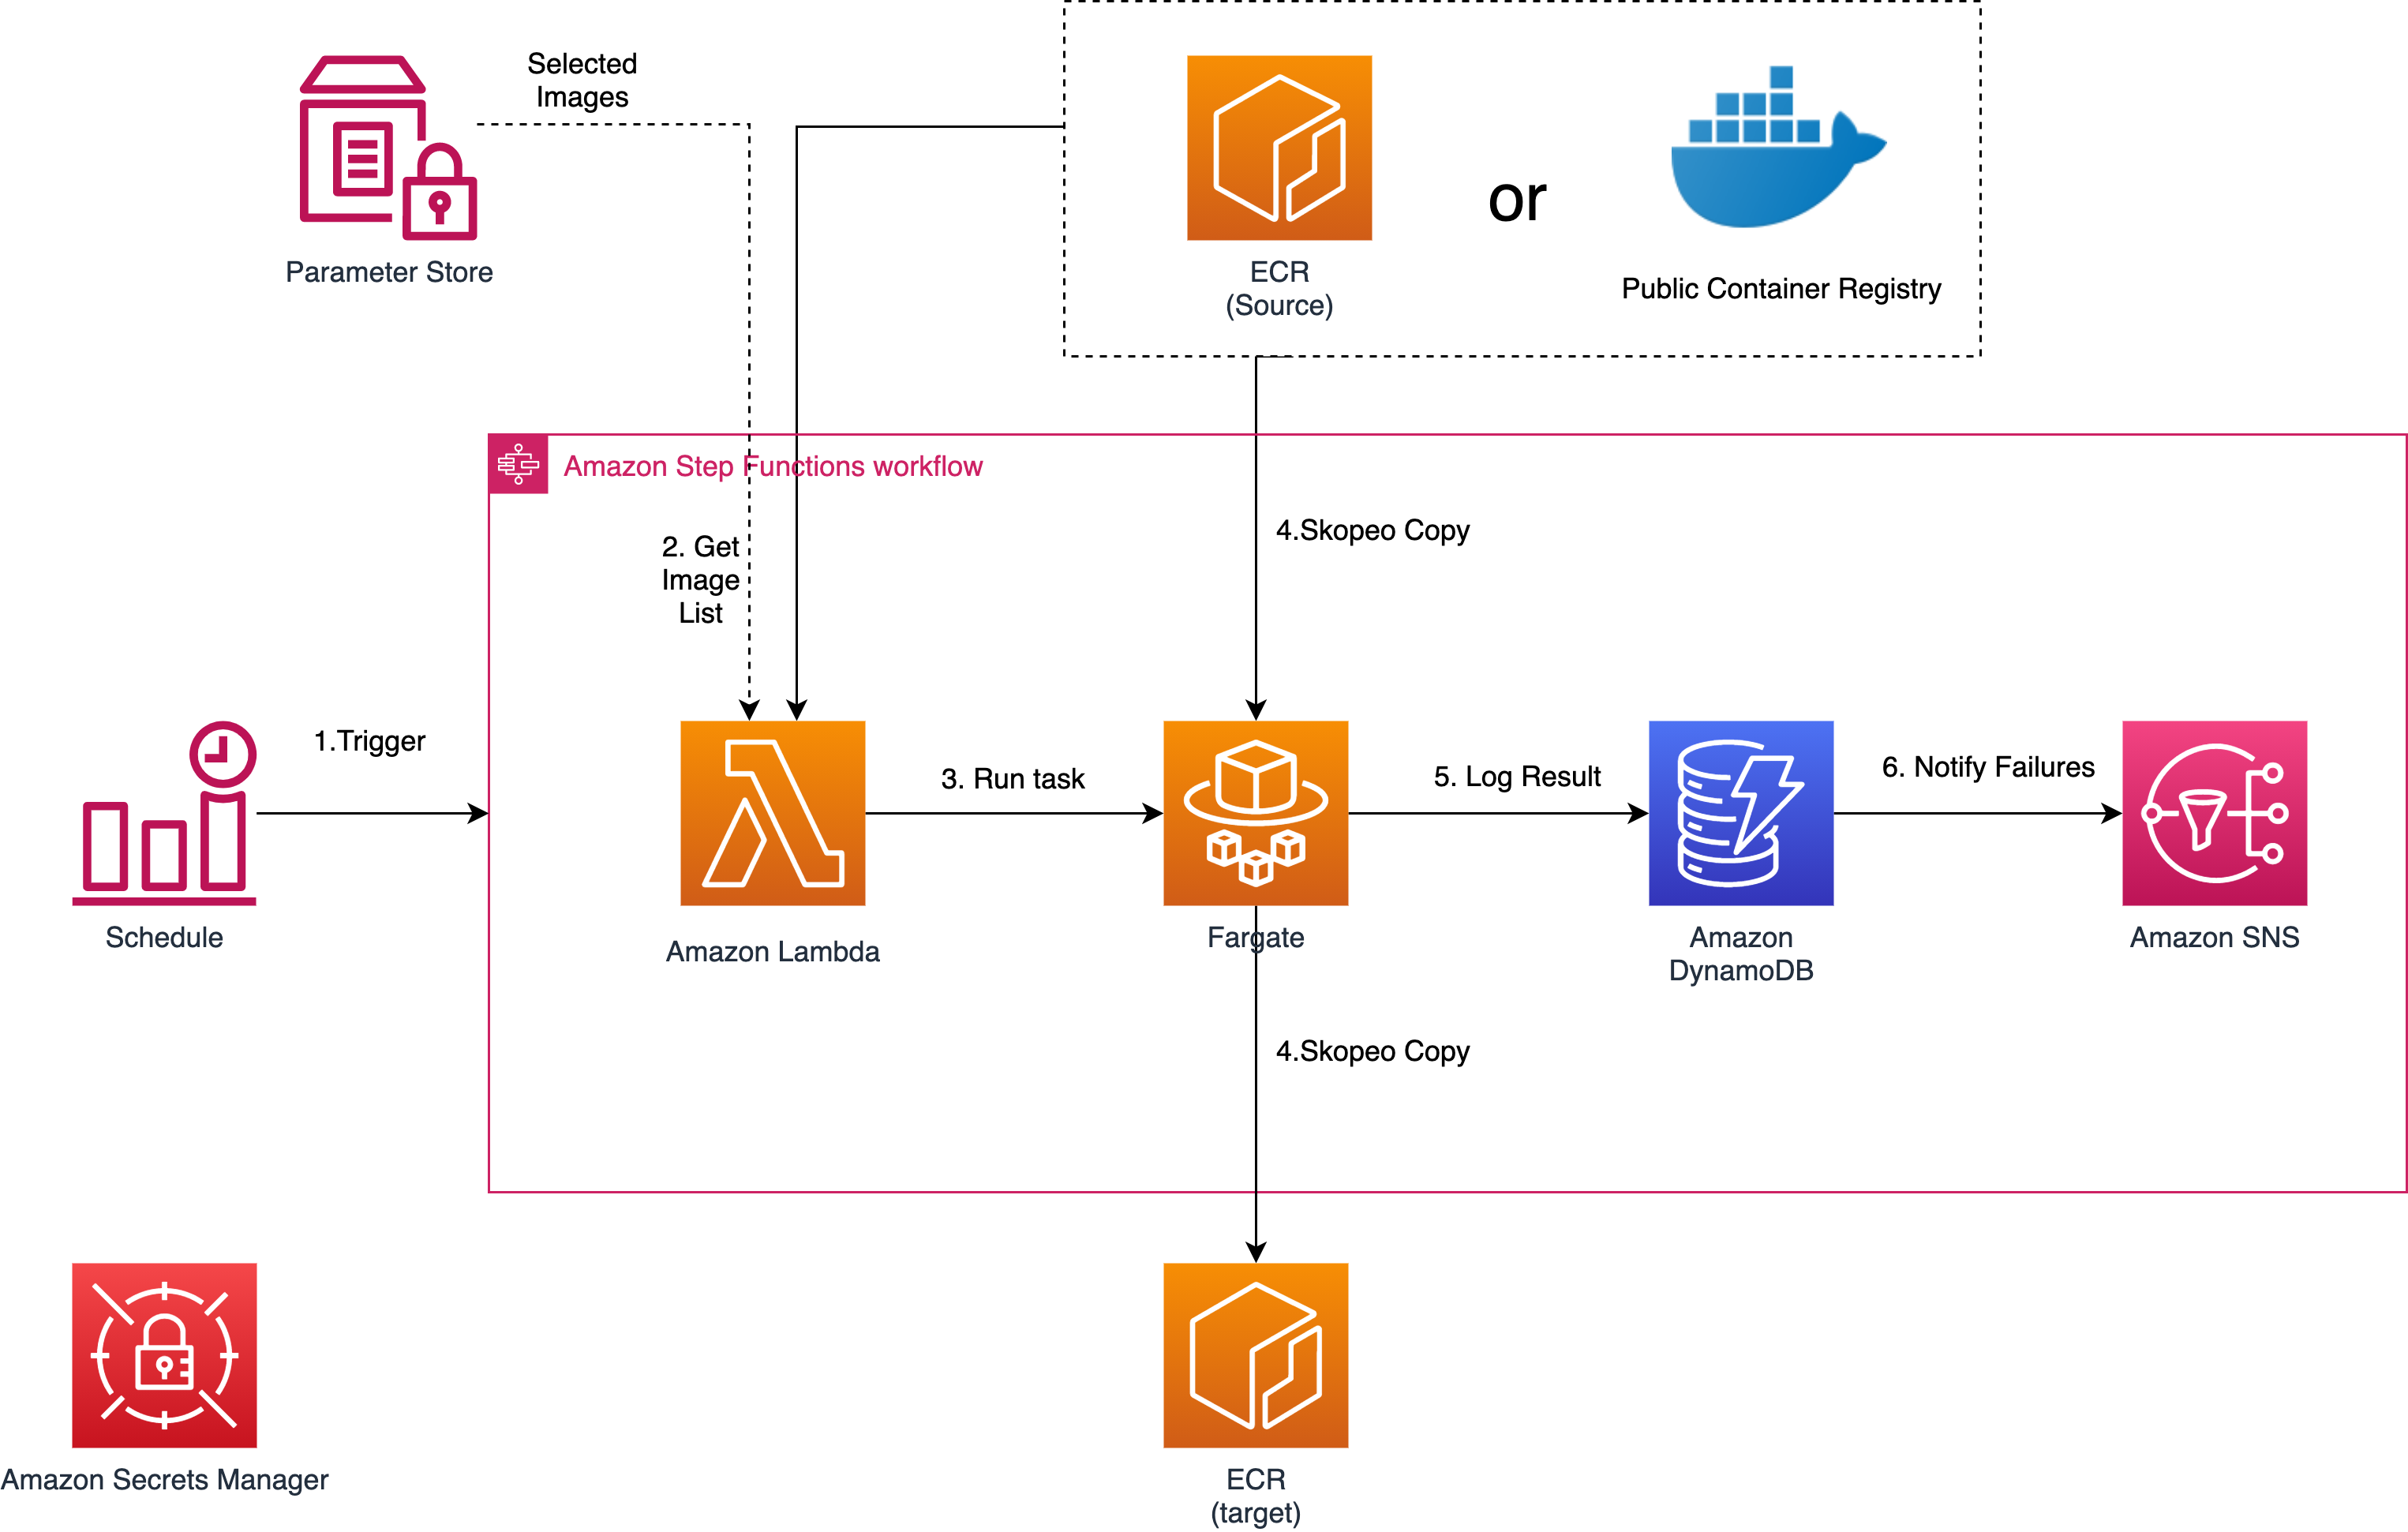 Selected
Images
Parameter Store
ECR
(Source)
or
Public Container Registry
Amazon Step Functions workflow
2. Get
Image
List
4.Skopeo Copy
1.Trigger
3. Run task
5. Log Result
6. Notify Failures
Schedule
Amazon Lambda
Fargate
Amazon
DynamoDB
Amazon SNS
4.Skopeo Copy
Amazon Secrets Manager
ECR
(target)